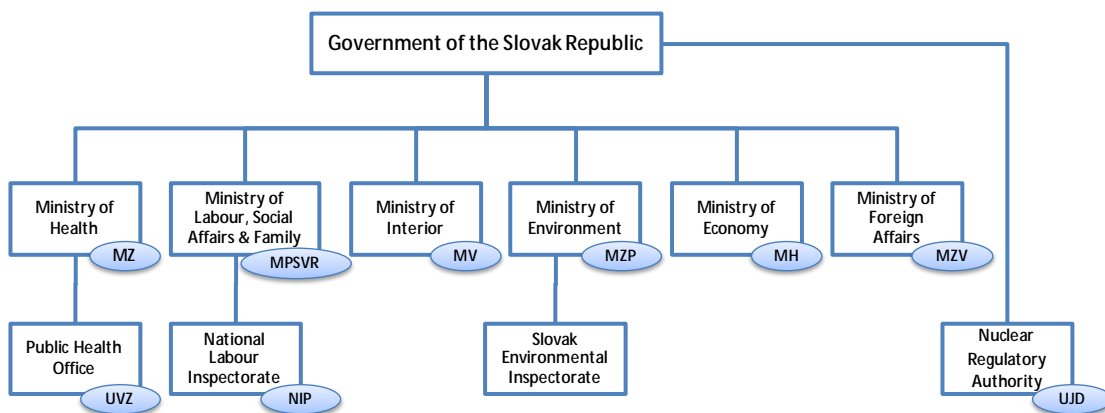 Government of the Slovak Republic
Ministry of
Health
MZ
Ministry of
Labour, Social
Affairs & Family
MPSVR
Ministry of
Interior
MV
Ministry of
Environment
MZP
Ministry of
Economy
MH
Ministry of
Foreign
Affairs
MZV
Public Health
Office
UVZ
National
Labour
Inspectorate
NIP
Slovak
Environmental
Inspectorate
Nuclear
Regulatory
Authority
UJD